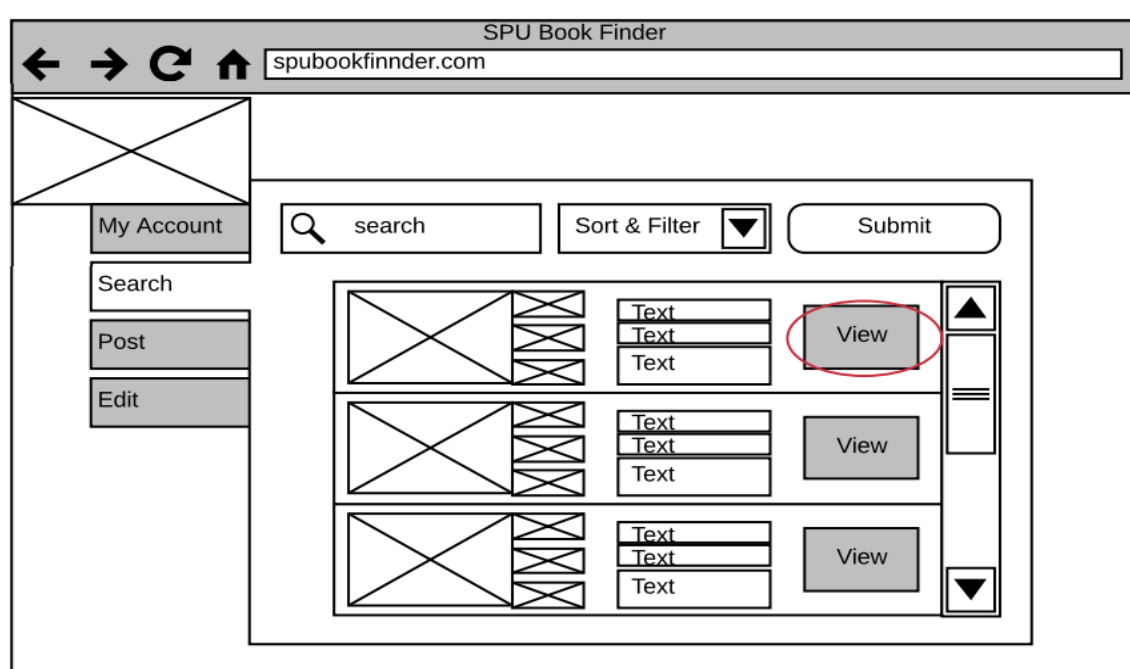 SPU Book Finder
spubookfinnder.com
My Account
Search
Post
Edit
search
Sort & Filter
Submit
Text
Text
Text
View
Text
Text
Text
View
Text
Text
Text
View